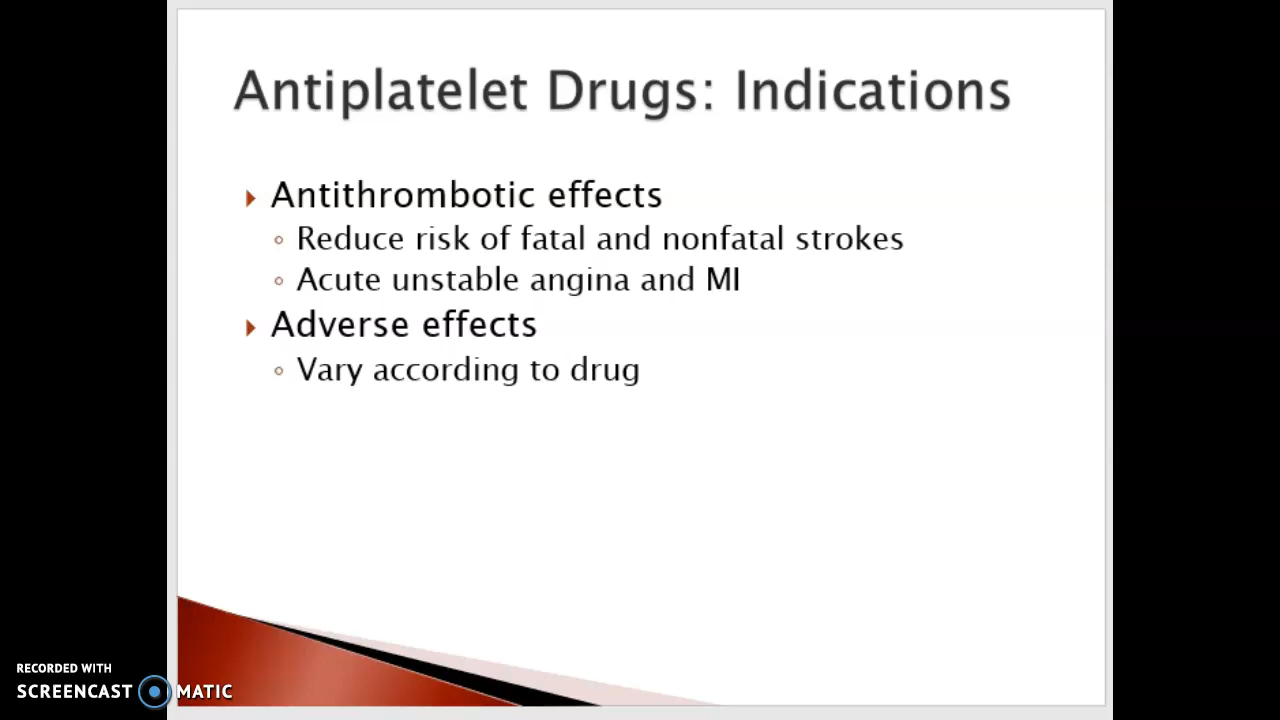 Antiplatelet Drugs: Indications
Antithrombotic effects
Reduce risk of fatal and nonfatal strokes
Acute unstable angina and MI
Adverse effects
Vary according to drug
RECORDED WITH
SCREENCAST MATIC